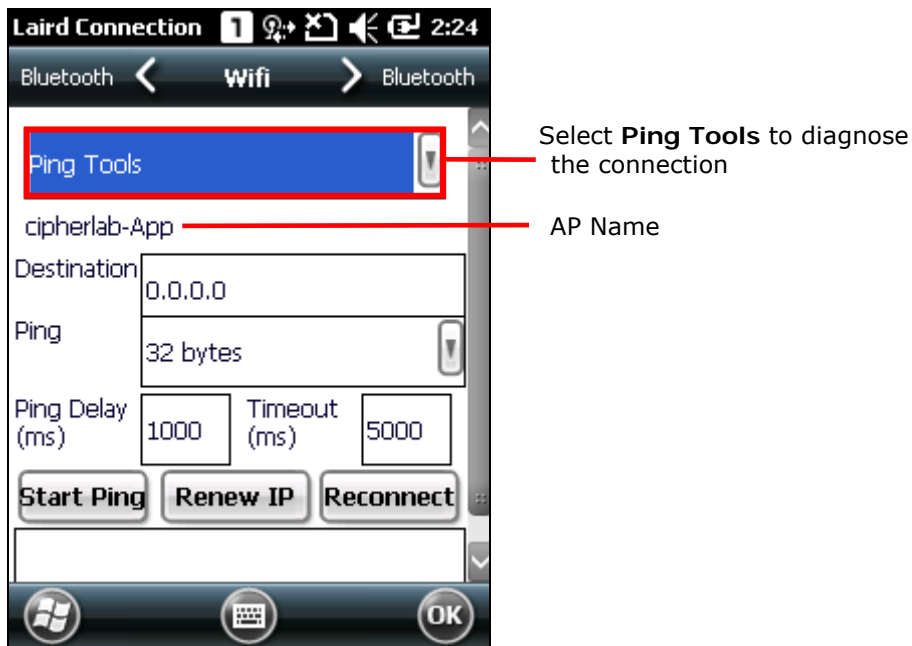 Laird Connection 1 2:24
Bluetooth Wifi Bluetooth
Ping Tools
Select Ping Tools to diagnose
the connection
cipherlab-App
AP Name
Destination
0.0.0.0
Ping
32 bytes
Ping Delay
(ms)
1000
Timeout
(ms)
5000
Start Ping Renew IP Reconnect
OK